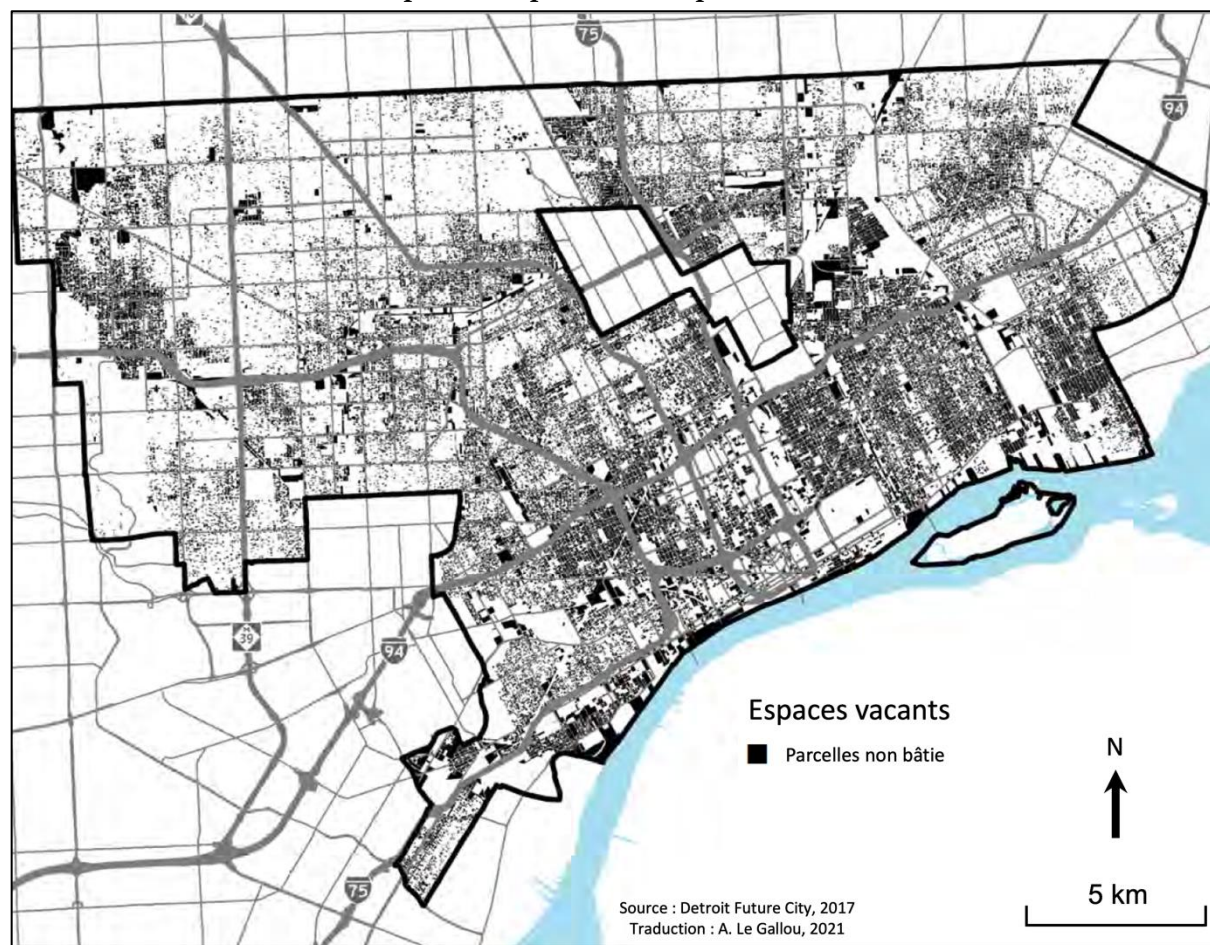 75
94
39
94
75
Espaces vacants
Parcelles non bâtie
N
5 km
Source : Detroit Future City, 2017
Traduction : A. Le Gallou, 2021